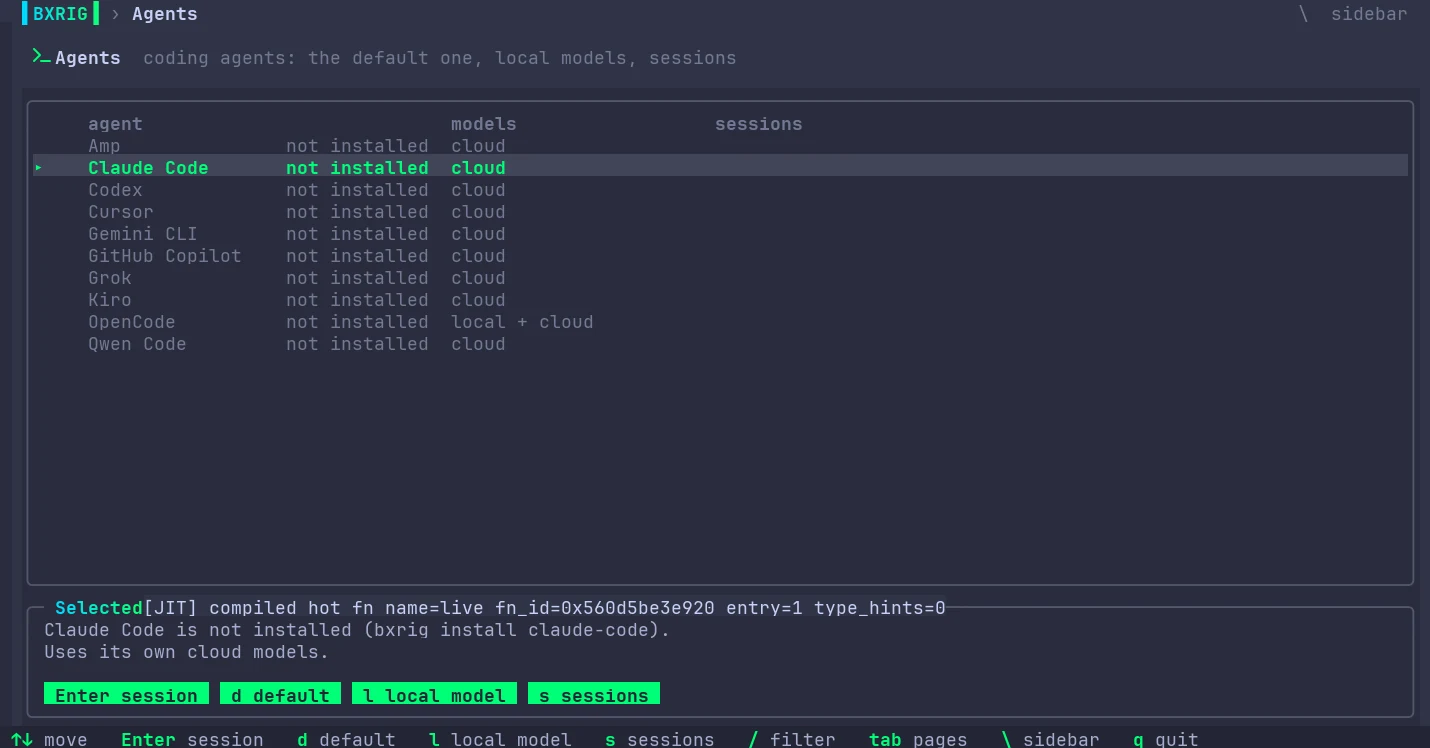 BXRIG › Agents \ sidebar
>_Agents coding agents: the default one, local models, sessions
agent models sessions
Amp not installed cloud
▸ Claude Code not installed cloud
Codex not installed cloud
Cursor not installed cloud
Gemini CLI not installed cloud
GitHub Copilot not installed cloud
Grok not installed cloud
Kiro not installed cloud
OpenCode not installed local + cloud
Qwen Code not installed cloud
Selected[JIT] compiled hot fn name=live fn_id=0x560d5be3e920 entry=1 type_hints=0
Claude Code is not installed (bxrig install claude-code).
Uses its own cloud models.
Enter session d default l local model s sessions
↑↓ move Enter session d default l local model s sessions / filter tab pages \ sidebar q quit